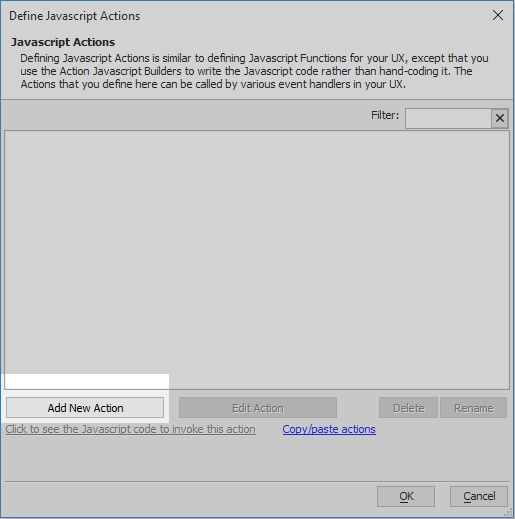 Define Javascript Actions
Javascript Actions
Defining Javascript Actions is similar to defining Javascript Functions for your UX, except that you
use the Action Javascript Builders to write the Javascript code rather than hand-coding it. The
Actions that you define here can be called by various event handlers in your UX.
Filter:
Add New Action Edit Action Delete Rename
Click to see the Javascript code to invoke this action Copy/paste actions
OK Cancel